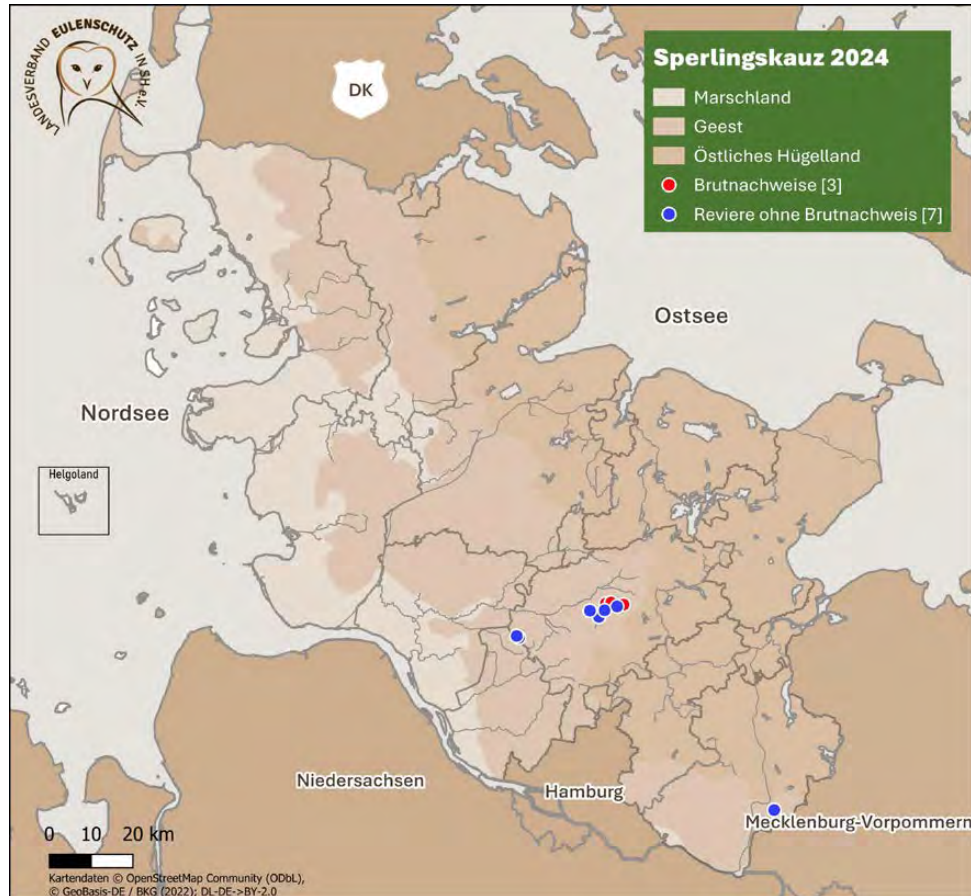 LANDESVERBAND EULENSCHUTZ IN SH e.V.
DK
Sperlingskauz 2024
Marschland
Geest
Östliches Hügelland
Brutnachweise [3]
Reviere ohne Brutnachweis [7]
Ostsee
Nordsee
Helgoland
Niedersachsen
Hamburg
Mecklenburg-Vorpommern
0 10 20 km
Kartendaten © OpenStreetMap Community (ODbL),
© GeoBasis-DE / BKG (2022); DL-DE->BY-2.0